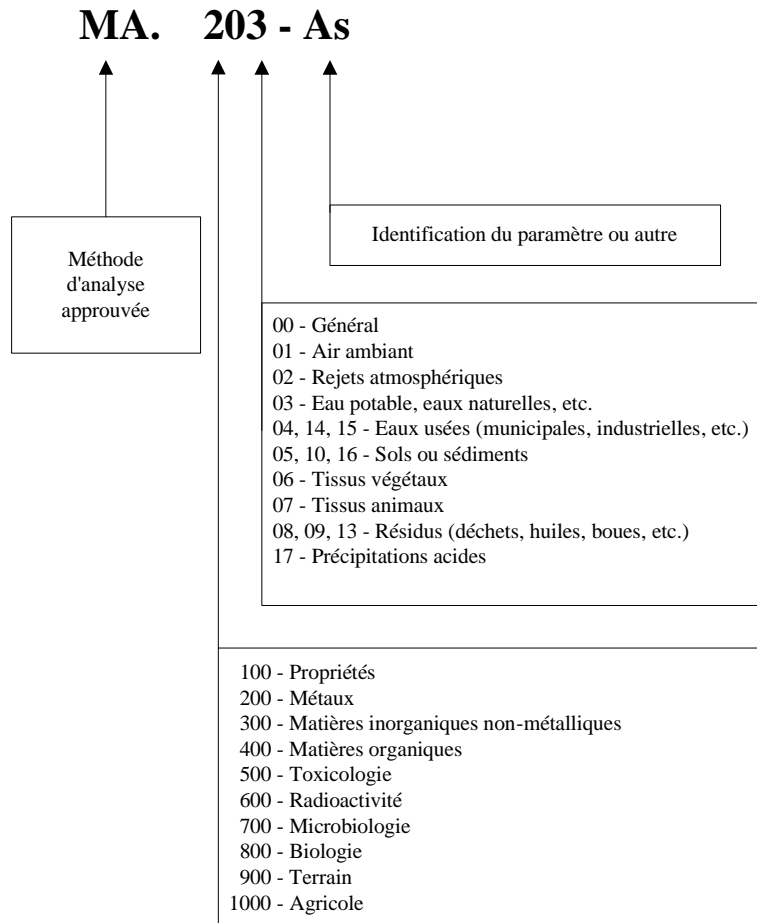 MA. 203 - As
Méthode
d'analyse
approuvée
Identification du paramètre ou autre
00 - Général
01 - Air ambiant
02 - Rejets atmosphériques
03 - Eau potable, eaux naturelles, etc.
04, 14, 15 - Eaux usées (municipales, industrielles, etc.)
05, 10, 16 - Sols ou sédiments
06 - Tissus végétaux
07 - Tissus animaux
08, 09, 13 - Résidus (déchets, huiles, boues, etc.)
17 - Précipitations acides
100 - Propriétés
200 - Métaux
300 - Matières inorganiques non-métalliques
400 - Matières organiques
500 - Toxicologie
600 - Radioactivité
700 - Microbiologie
800 - Biologie
900 - Terrain
1000 - Agricole